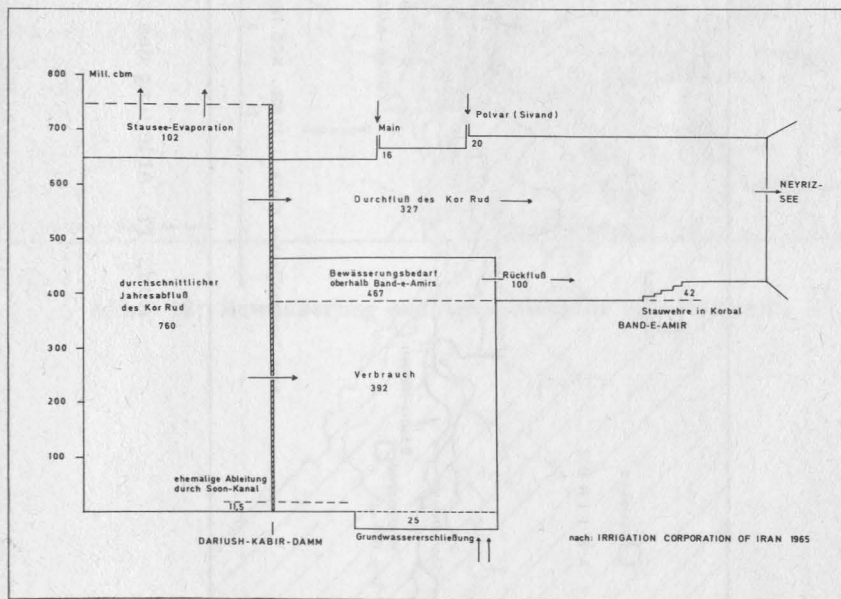 800
Mill. cbm
700
600
500
400
300
200
100
Stausee-Evaporation
102
Main
16
Polvar (Sivand)
20
NEYRIZ-
SEE
Durchfluß des Kor Rud
327
durchschnittlicher
Jahresabfluß
des Kor Rud
760
Bewässerungsbedarf
oberhalb Band-e-Amirs
467
Rückfluß
100
42
Stauwehre in Korbal
BAND-E-AMIR
Verbrauch
392
ehemalige Ableitung
durch Soon-Kanal
11,5
25
DARIUSH-KABIR-DAMM
Grundwassererschließung
nach: IRRIGATION CORPORATION OF IRAN 1965